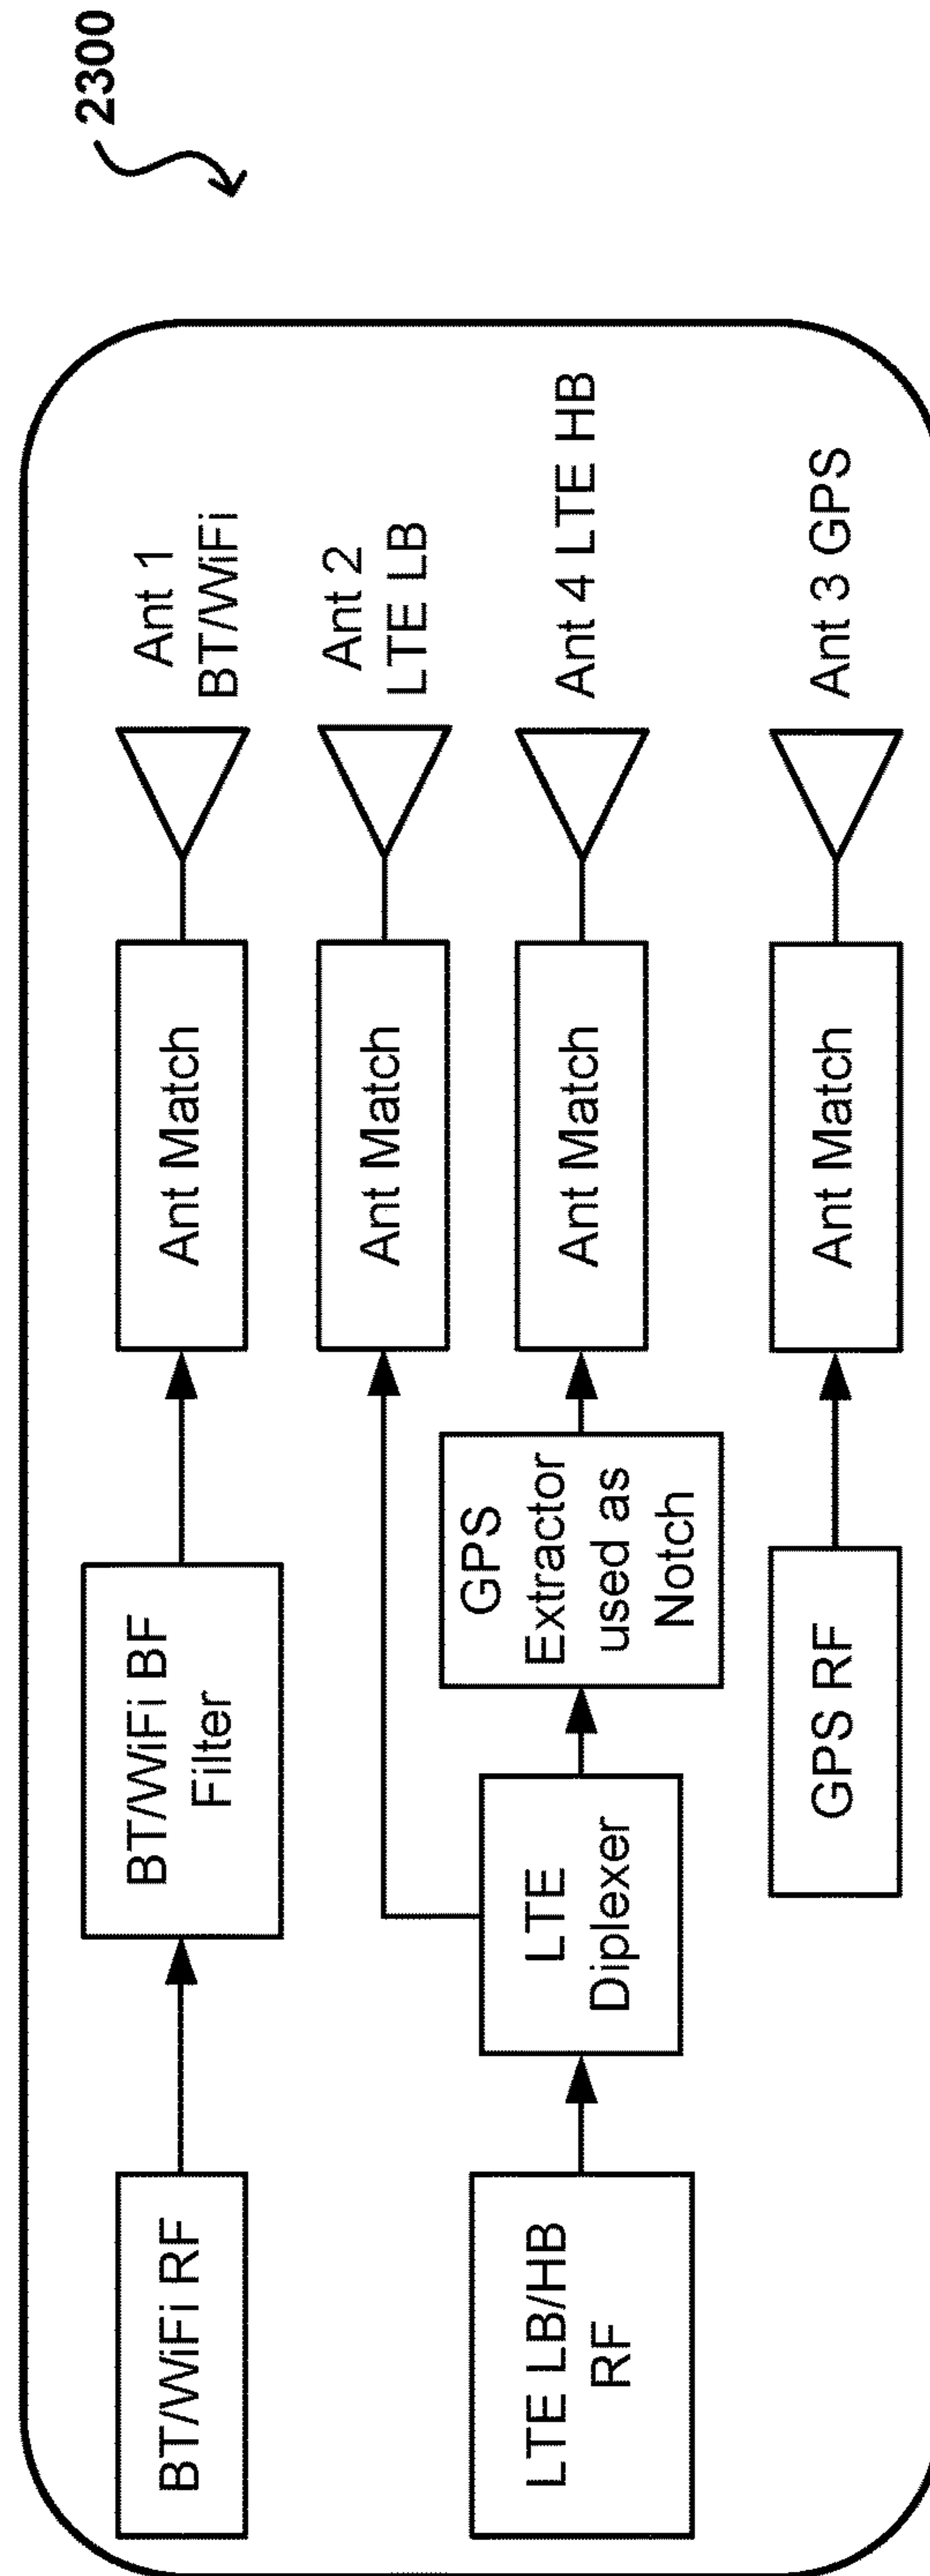 2300
BT/WiFi RF
BT/WiFi BF
Filter
Ant Match
Ant 1
BT/WiFi
Ant Match
Ant 2
LTE LB
LTE LB/HB
RF
LTE
Diplexer
GPS
Extractor
used as
Notch
Ant Match
Ant 4 LTE HB
GPS RF
Ant Match
Ant 3 GPS